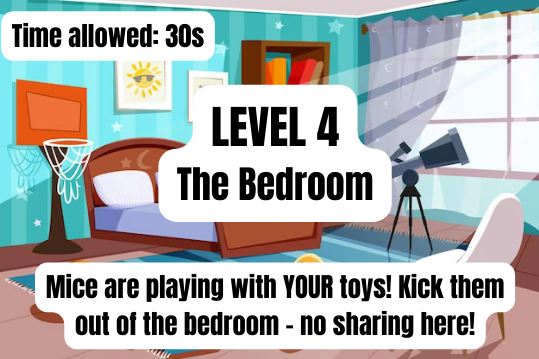 Time allowed: 30s
LEVEL 4
The Bedroom
Mice are playing with YOUR toys! Kick them
out of the bedroom - no sharing here!